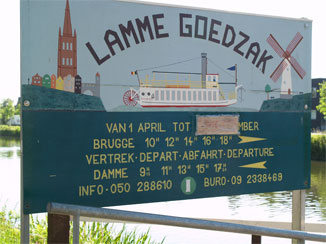 LAMME GOEDZAK
VAN 1 APRIL TOT MBER
BRUGGE 10" 12" 14" 16" 18"
VERTREK·DEPART·ABFAHRT·DEPARTURE
DAMME 9" 11" 13" 15" 17"
INFO·050 288610 i BURO·09 2338469